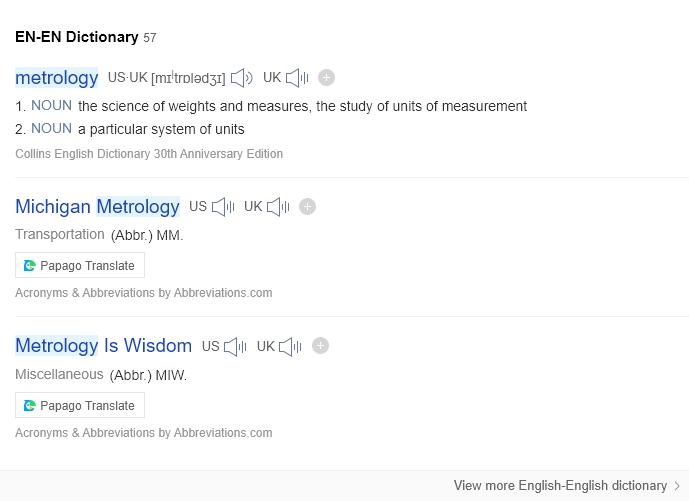 EN-EN Dictionary 57
metrology US·UK [mɪˈtrɒlədʒɪ] UK
1. NOUN the science of weights and measures, the study of units of measurement
2. NOUN a particular system of units
Collins English Dictionary 30th Anniversary Edition
Michigan Metrology US UK
Transportation (Abbr.) MM.
Papago Translate
Acronyms & Abbreviations by Abbreviations.com
Metrology Is Wisdom US UK
Miscellaneous (Abbr.) MIW.
Papago Translate
Acronyms & Abbreviations by Abbreviations.com
View more English-English dictionary